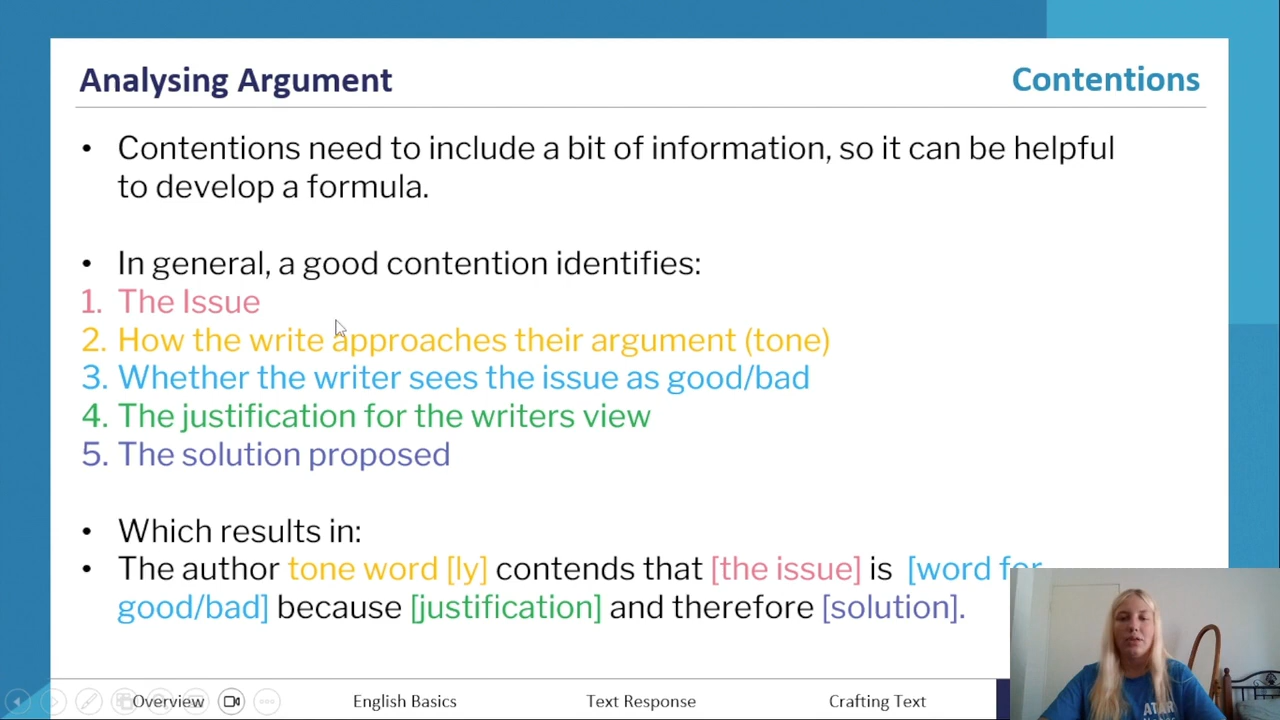 Analysing Argument
Contentions
• Contentions need to include a bit of information, so it can be helpful
to develop a formula.
• In general, a good contention identifies:
1. The Issue
2. How the write approaches their argument (tone)
3. Whether the writer sees the issue as good/bad
4. The justification for the writers view
5. The solution proposed
• Which results in:
• The author tone word [ly] contends that [the issue] is [word for
good/bad] because [justification] and therefore [solution].
Overview
English Basics
Text Response
Crafting Text